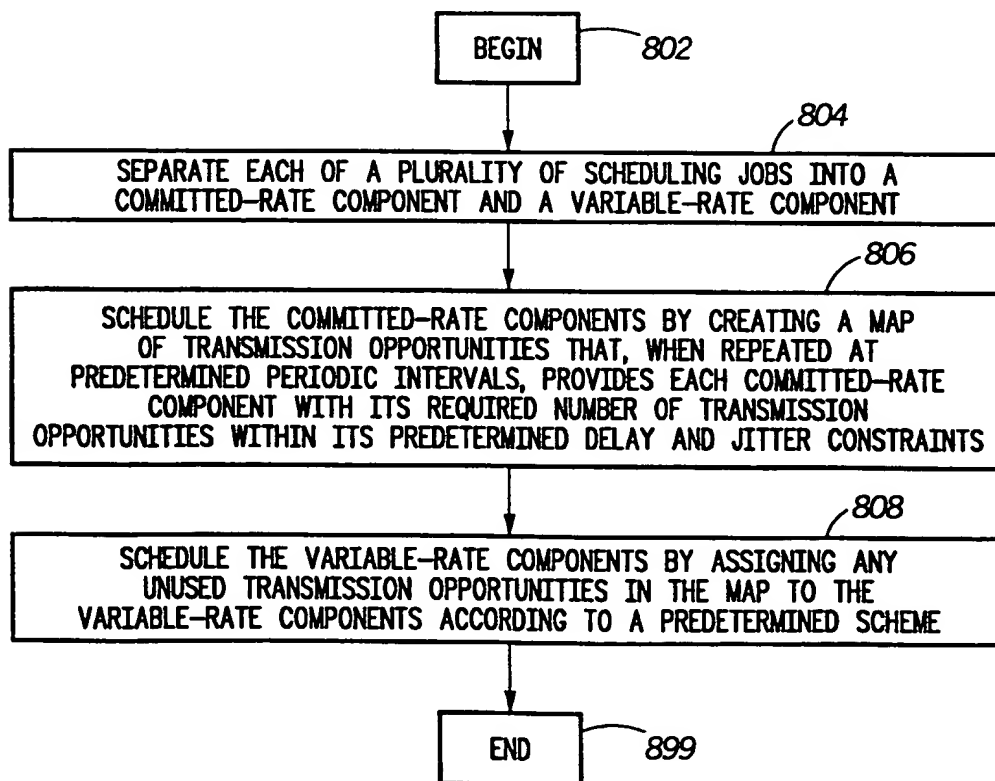 BEGIN
802
804
SEPARATE EACH OF A PLURALITY OF SCHEDULING JOBS INTO A
COMMITTED-RATE COMPONENT AND A VARIABLE-RATE COMPONENT
806
SCHEDULE THE COMMITTED-RATE COMPONENTS BY CREATING A MAP
OF TRANSMISSION OPPORTUNITIES THAT, WHEN REPEATED AT
PREDETERMINED PERIODIC INTERVALS, PROVIDES EACH COMMITTED-RATE
COMPONENT WITH ITS REQUIRED NUMBER OF TRANSMISSION
OPPORTUNITIES WITHIN ITS PREDETERMINED DELAY AND JITTER CONSTRAINTS
808
SCHEDULE THE VARIABLE-RATE COMPONENTS BY ASSIGNING ANY
UNUSED TRANSMISSION OPPORTUNITIES IN THE MAP TO THE
VARIABLE-RATE COMPONENTS ACCORDING TO A PREDETERMINED SCHEME
END
899